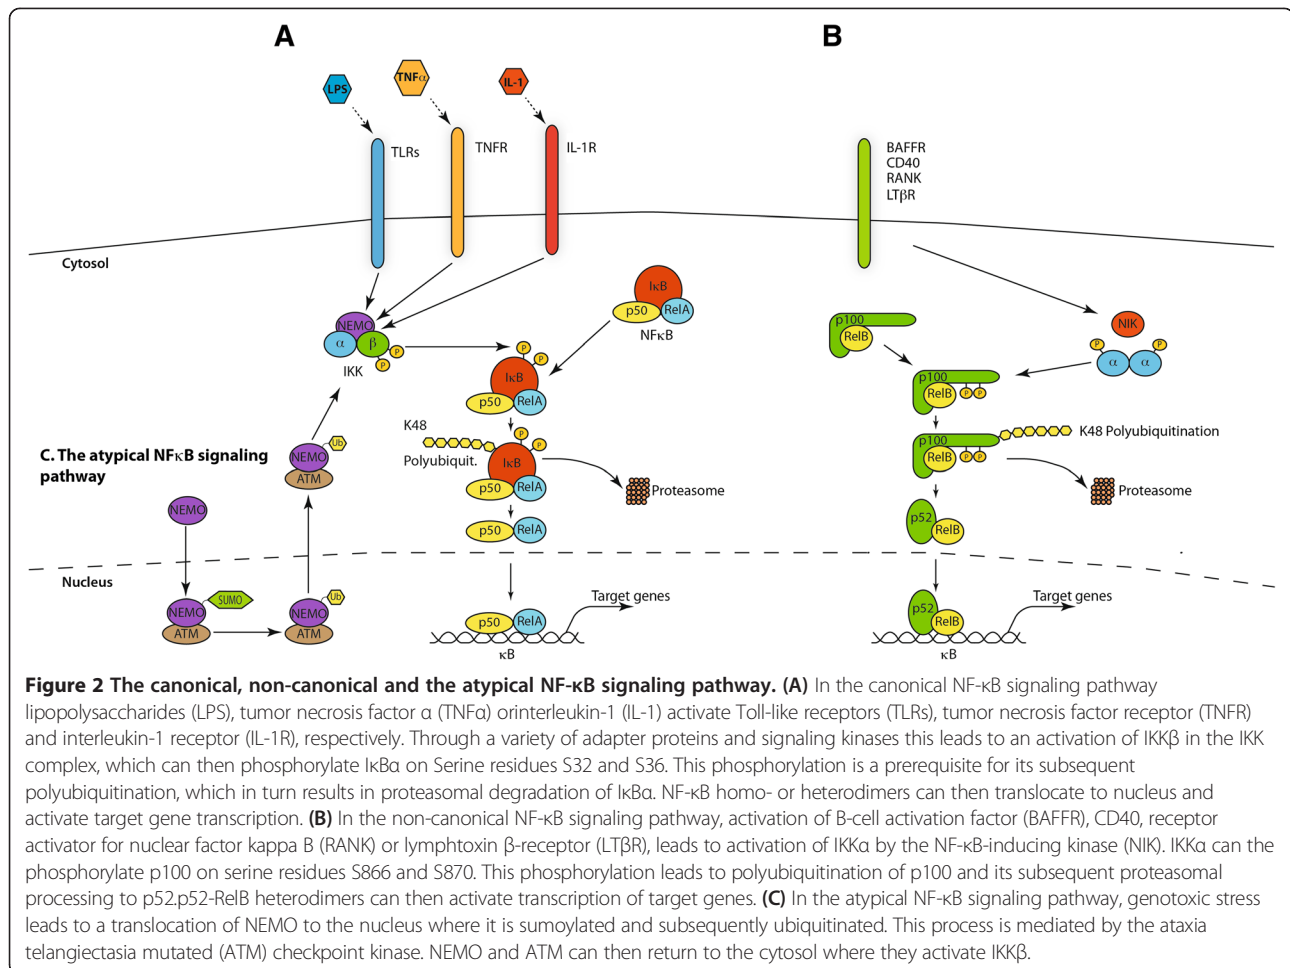 A
B
LPS
TNFα
IL-1
TLRs
TNFR
IL-1R
BAFFR
CD40
RANK
LTβR
Cytosol
NEMO
α
β
P
P
IKK
IκB
p50
RelA
NFκB
P
P
IκB
p50
RelA
K48
Polyubiquit.
P
P
IκB
p50
RelA
Proteasome
p50
RelA
p50
RelA
κB
Target genes
p100
RelB
NIK
P
P
α
α
p100
RelB
P
P
p100
RelB
P
P
K48 Polyubiquitination
Proteasome
p52
RelB
p52
RelB
κB
Target genes
C. The atypical NFκB signaling
pathway
NEMO
Ub
ATM
NEMO
Nucleus
NEMO
SUMO
ATM
NEMO
Ub
ATM
Figure 2 The canonical, non-canonical and the atypical NF-κB signaling pathway. (A) In the canonical NF-κB signaling pathway
lipopolysaccharides (LPS), tumor necrosis factor α (TNFα) orinterleukin-1 (IL-1) activate Toll-like receptors (TLRs), tumor necrosis factor receptor (TNFR)
and interleukin-1 receptor (IL-1R), respectively. Through a variety of adapter proteins and signaling kinases this leads to an activation of IKKβ in the IKK
complex, which can then phosphorylate IκBα on Serine residues S32 and S36. This phosphorylation is a prerequisite for its subsequent
polyubiquitination, which in turn results in proteasomal degradation of IκBα. NF-κB homo- or heterodimers can then translocate to nucleus and
activate target gene transcription. (B) In the non-canonical NF-κB signaling pathway, activation of B-cell activation factor (BAFFR), CD40, receptor
activator for nuclear factor kappa B (RANK) or lymphtoxin β-receptor (LTβR), leads to activation of IKKα by the NF-κB-inducing kinase (NIK). IKKα can the
phosphorylate p100 on serine residues S866 and S870. This phosphorylation leads to polyubiquitination of p100 and its subsequent proteasomal
processing to p52.p52-RelB heterodimers can then activate transcription of target genes. (C) In the atypical NF-κB signaling pathway, genotoxic stress
leads to a translocation of NEMO to the nucleus where it is sumoylated and subsequently ubiquitinated. This process is mediated by the ataxia
telangiectasia mutated (ATM) checkpoint kinase. NEMO and ATM can then return to the cytosol where they activate IKKβ.